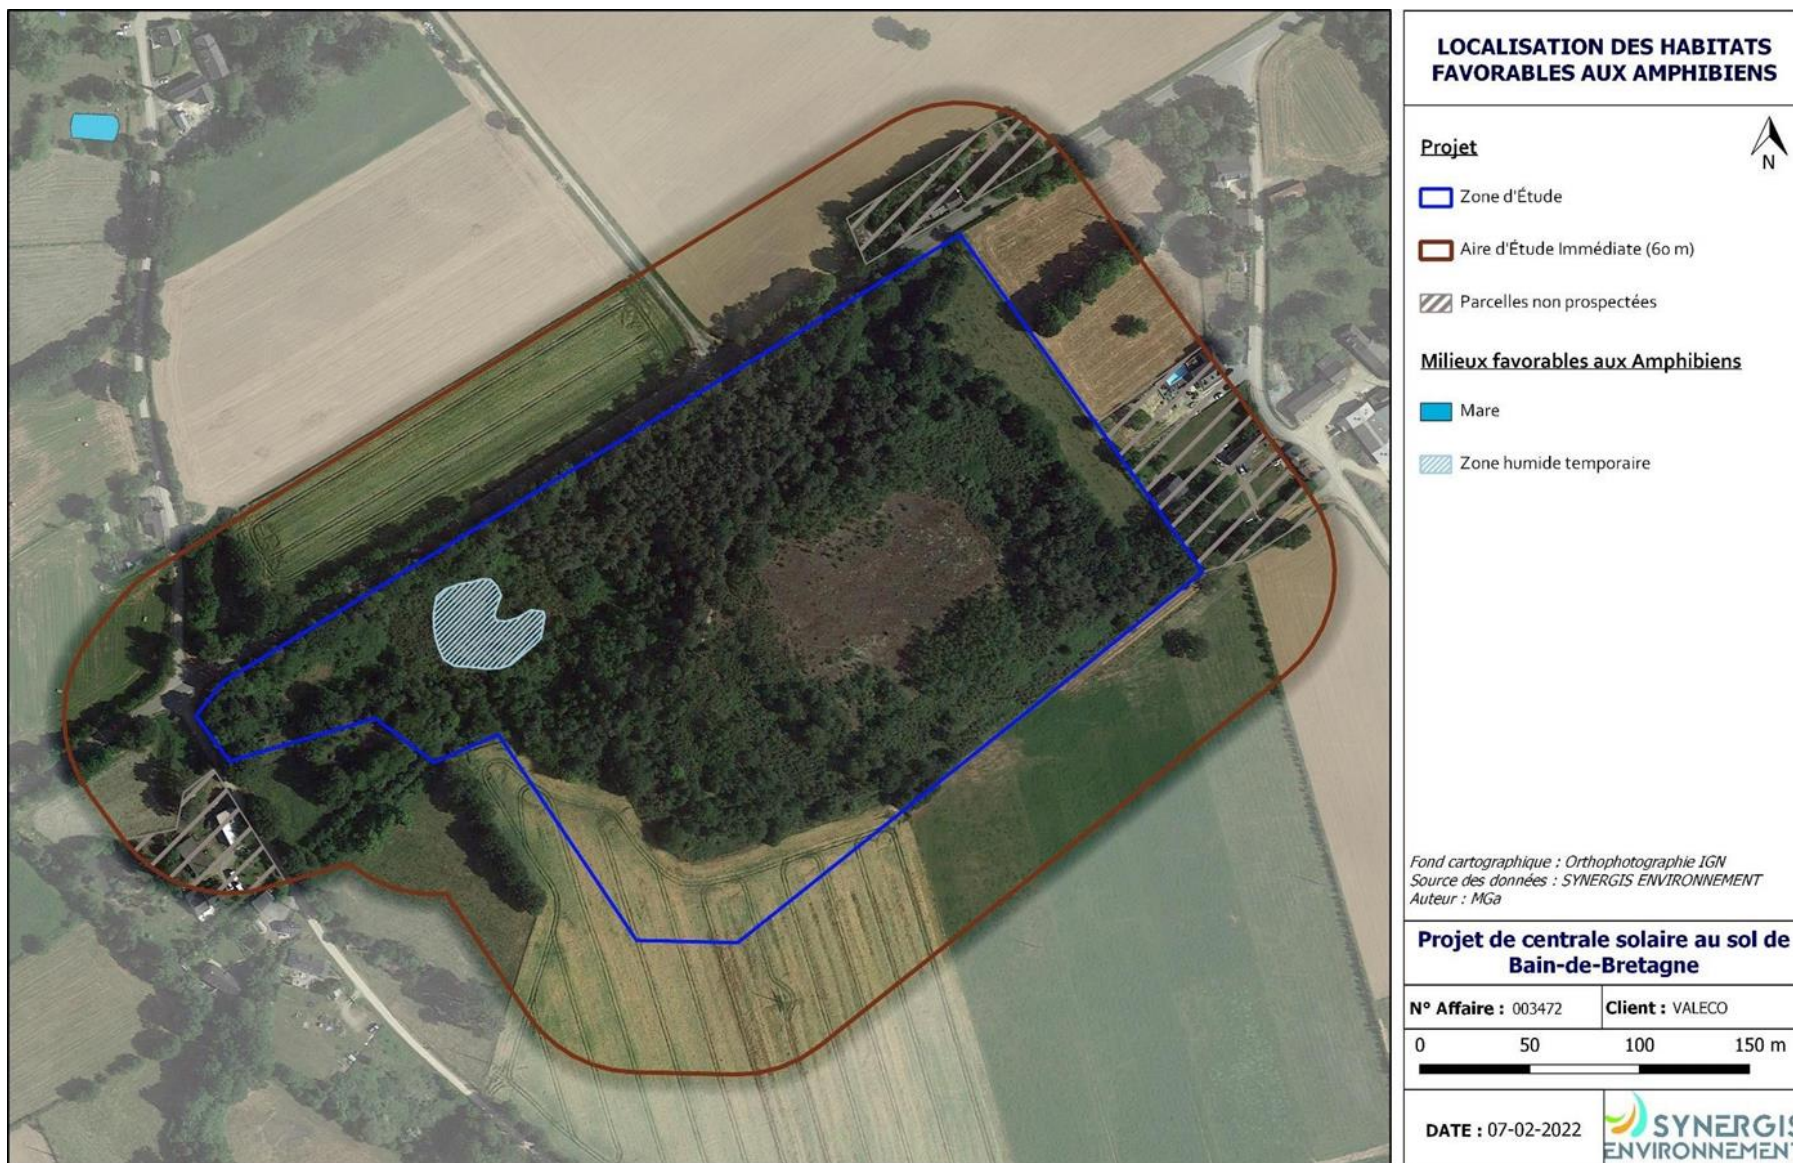 LOCALISATION DES HABITATS
FAVORABLES AUX AMPHIBIENS
Projet
N
Zone d'Étude
Aire d'Étude Immédiate (60 m)
Parcelles non prospectées
Milieux favorables aux Amphibiens
Mare
Zone humide temporaire
Fond cartographique : Orthophotographie IGN
Source des données : SYNERGIS ENVIRONNEMENT
Auteur : MGa
Projet de centrale solaire au sol de
Bain-de-Bretagne
N° Affaire : 003472
Client : VALECO
0 50 100 150 m
DATE : 07-02-2022
SYNERGIS
ENVIRONNEMENT